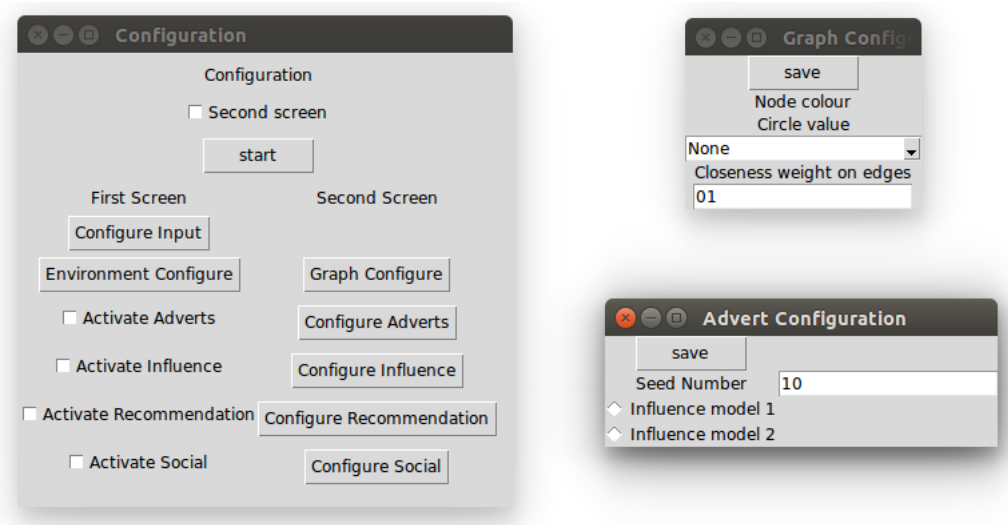 Configuration
Configuration
Second screen
start
First Screen
Second Screen
Configure Input
Environment Configure
Graph Configure
Activate Adverts
Configure Adverts
Activate Influence
Configure Influence
Activate Recommendation
Configure Recommendation
Activate Social
Configure Social
Graph Config
save
Node colour
Circle value
None
Closeness weight on edges
01
Advert Configuration
save
Seed Number
10
Influence model 1
Influence model 2